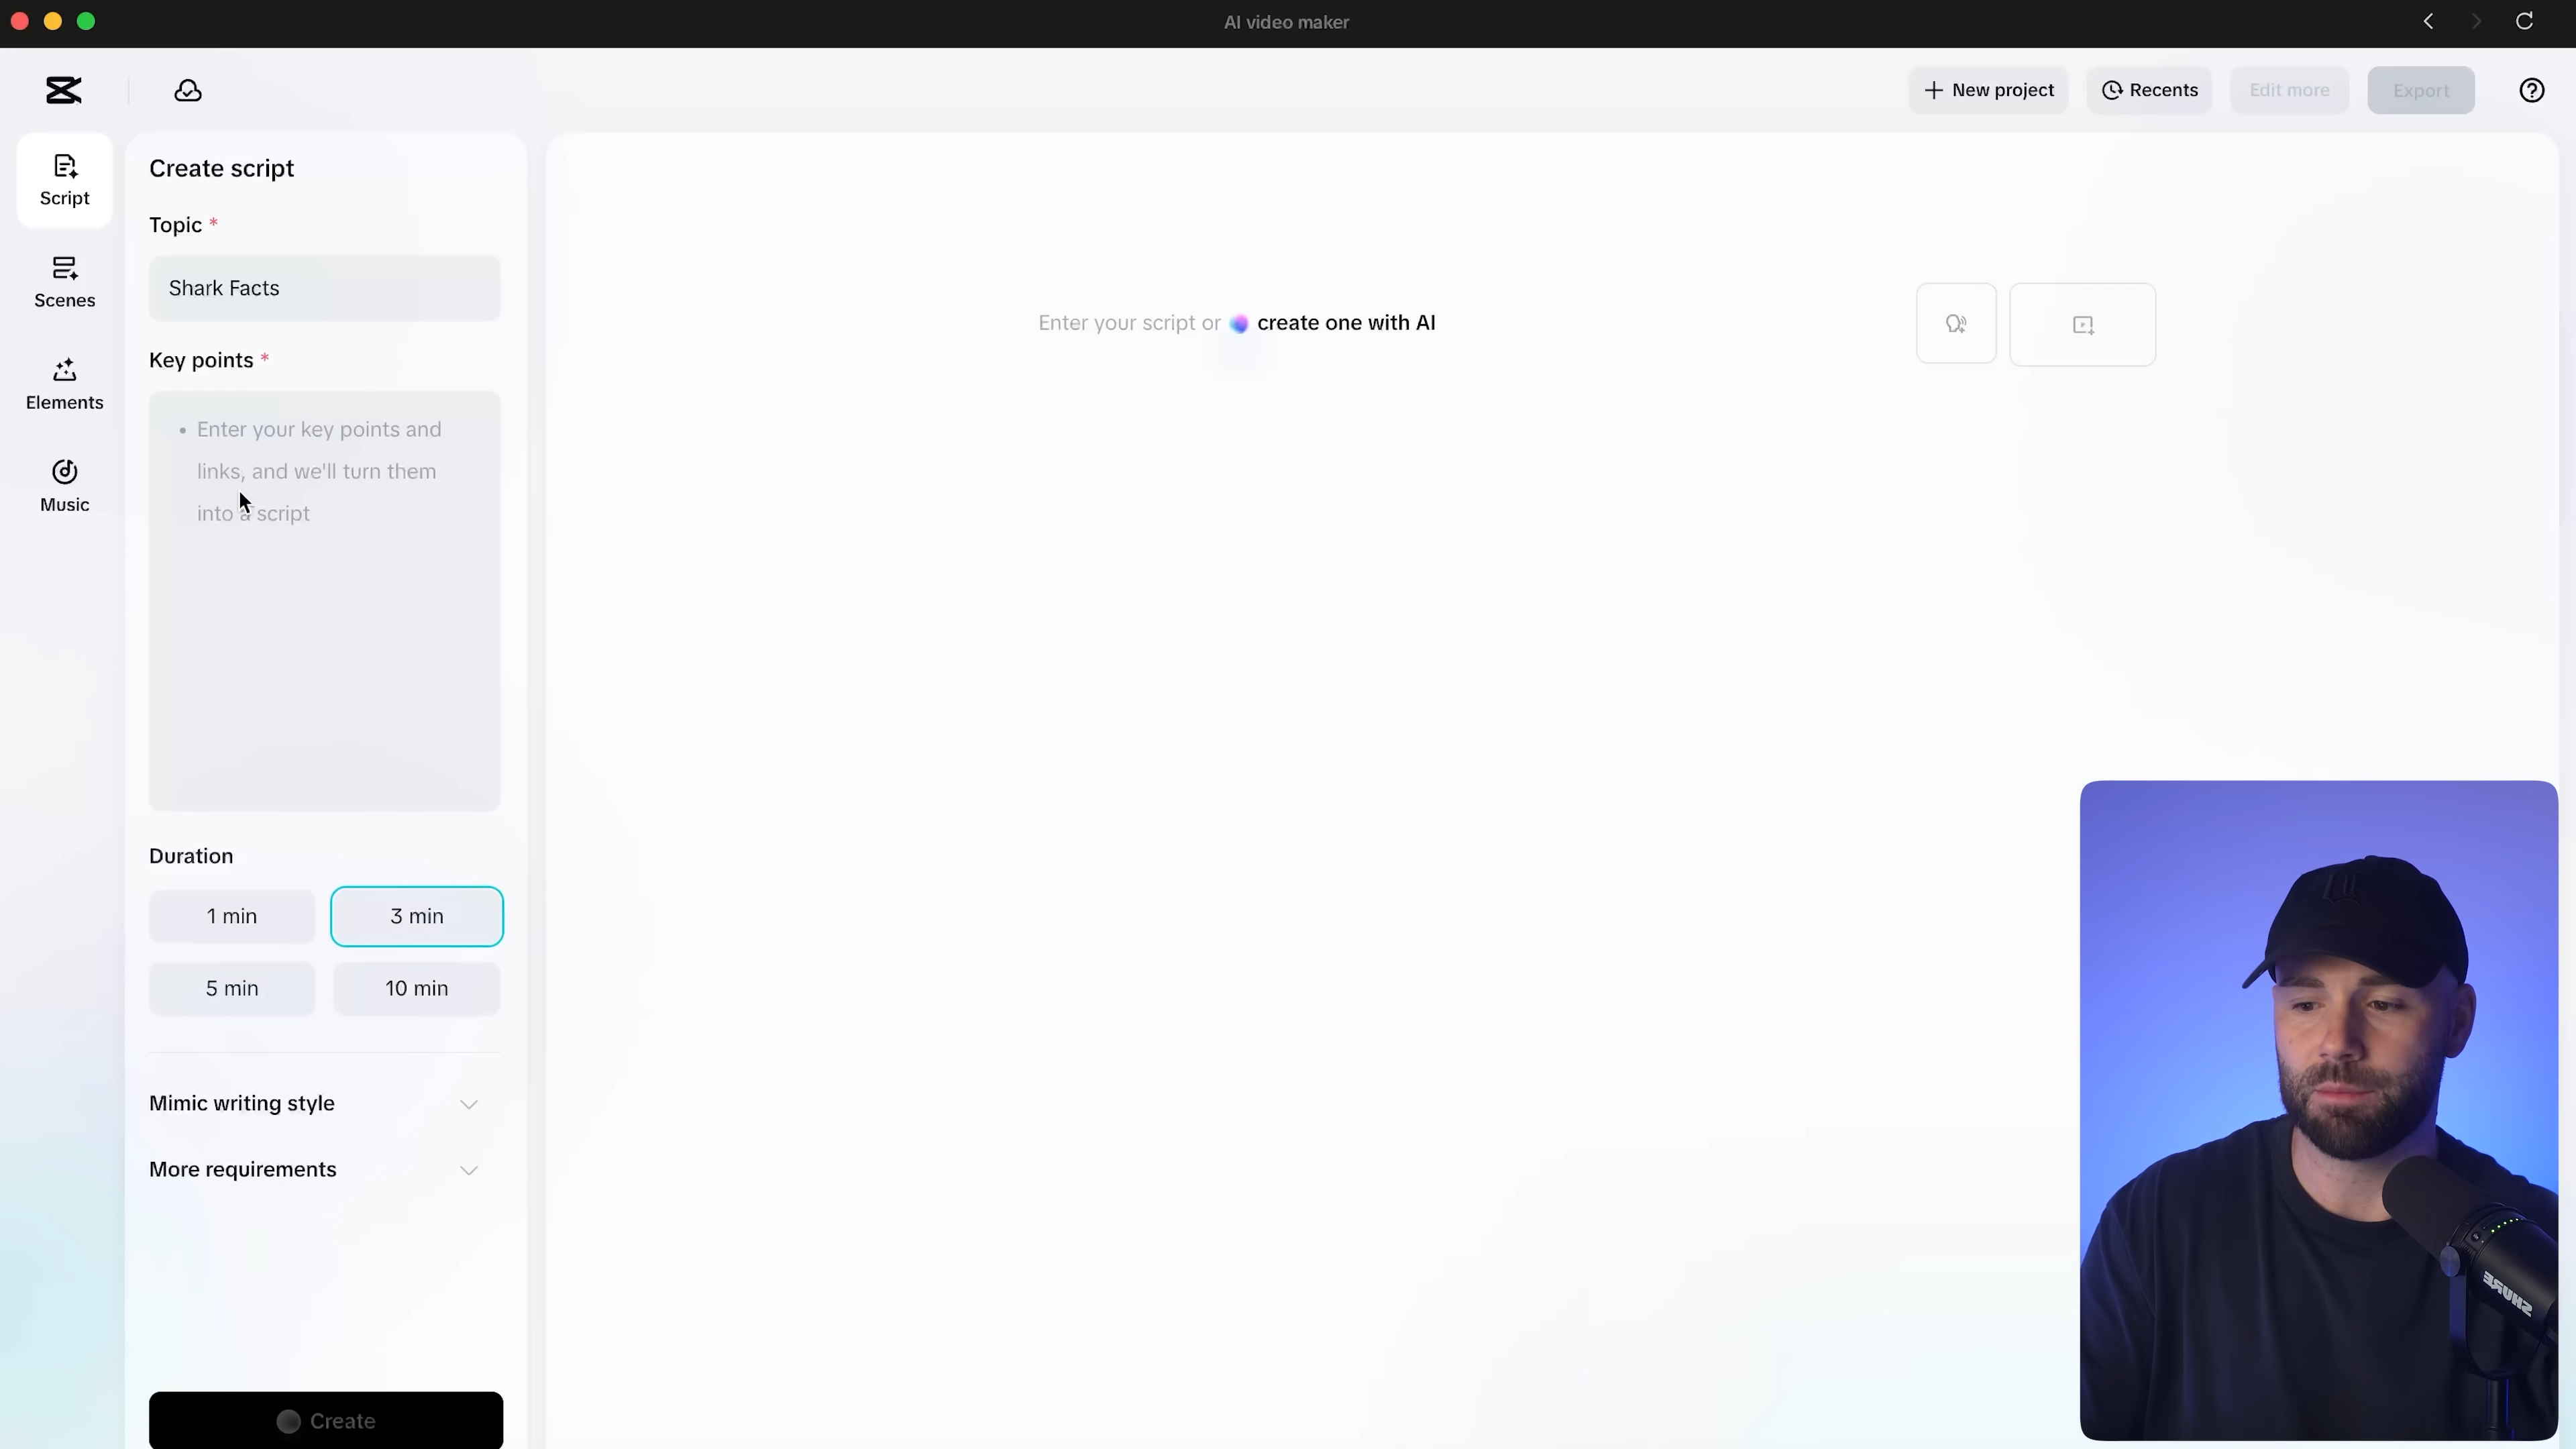 AI video maker
New project
Recents
Edit more
Export
Script
Scenes
Elements
Music
Create script
Topic *
Shark Facts
Key points *
• Enter your key points and
links, and we'll turn them
into a script
Duration
1 min
3 min
5 min
10 min
Mimic writing style
More requirements
Create
Enter your script or create one with AI
SHURE